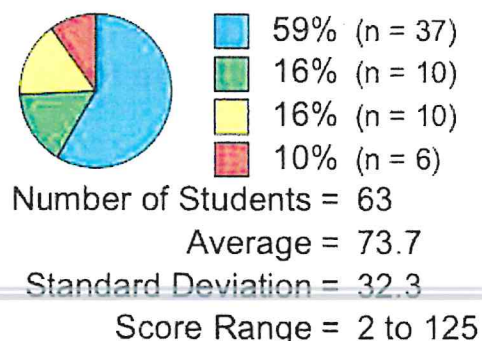 59% (n = 37)
16% (n = 10)
16% (n = 10)
10% (n = 6)
Number of Students = 63
Average = 73.7
Standard Deviation = 32.3
Score Range = 2 to 125